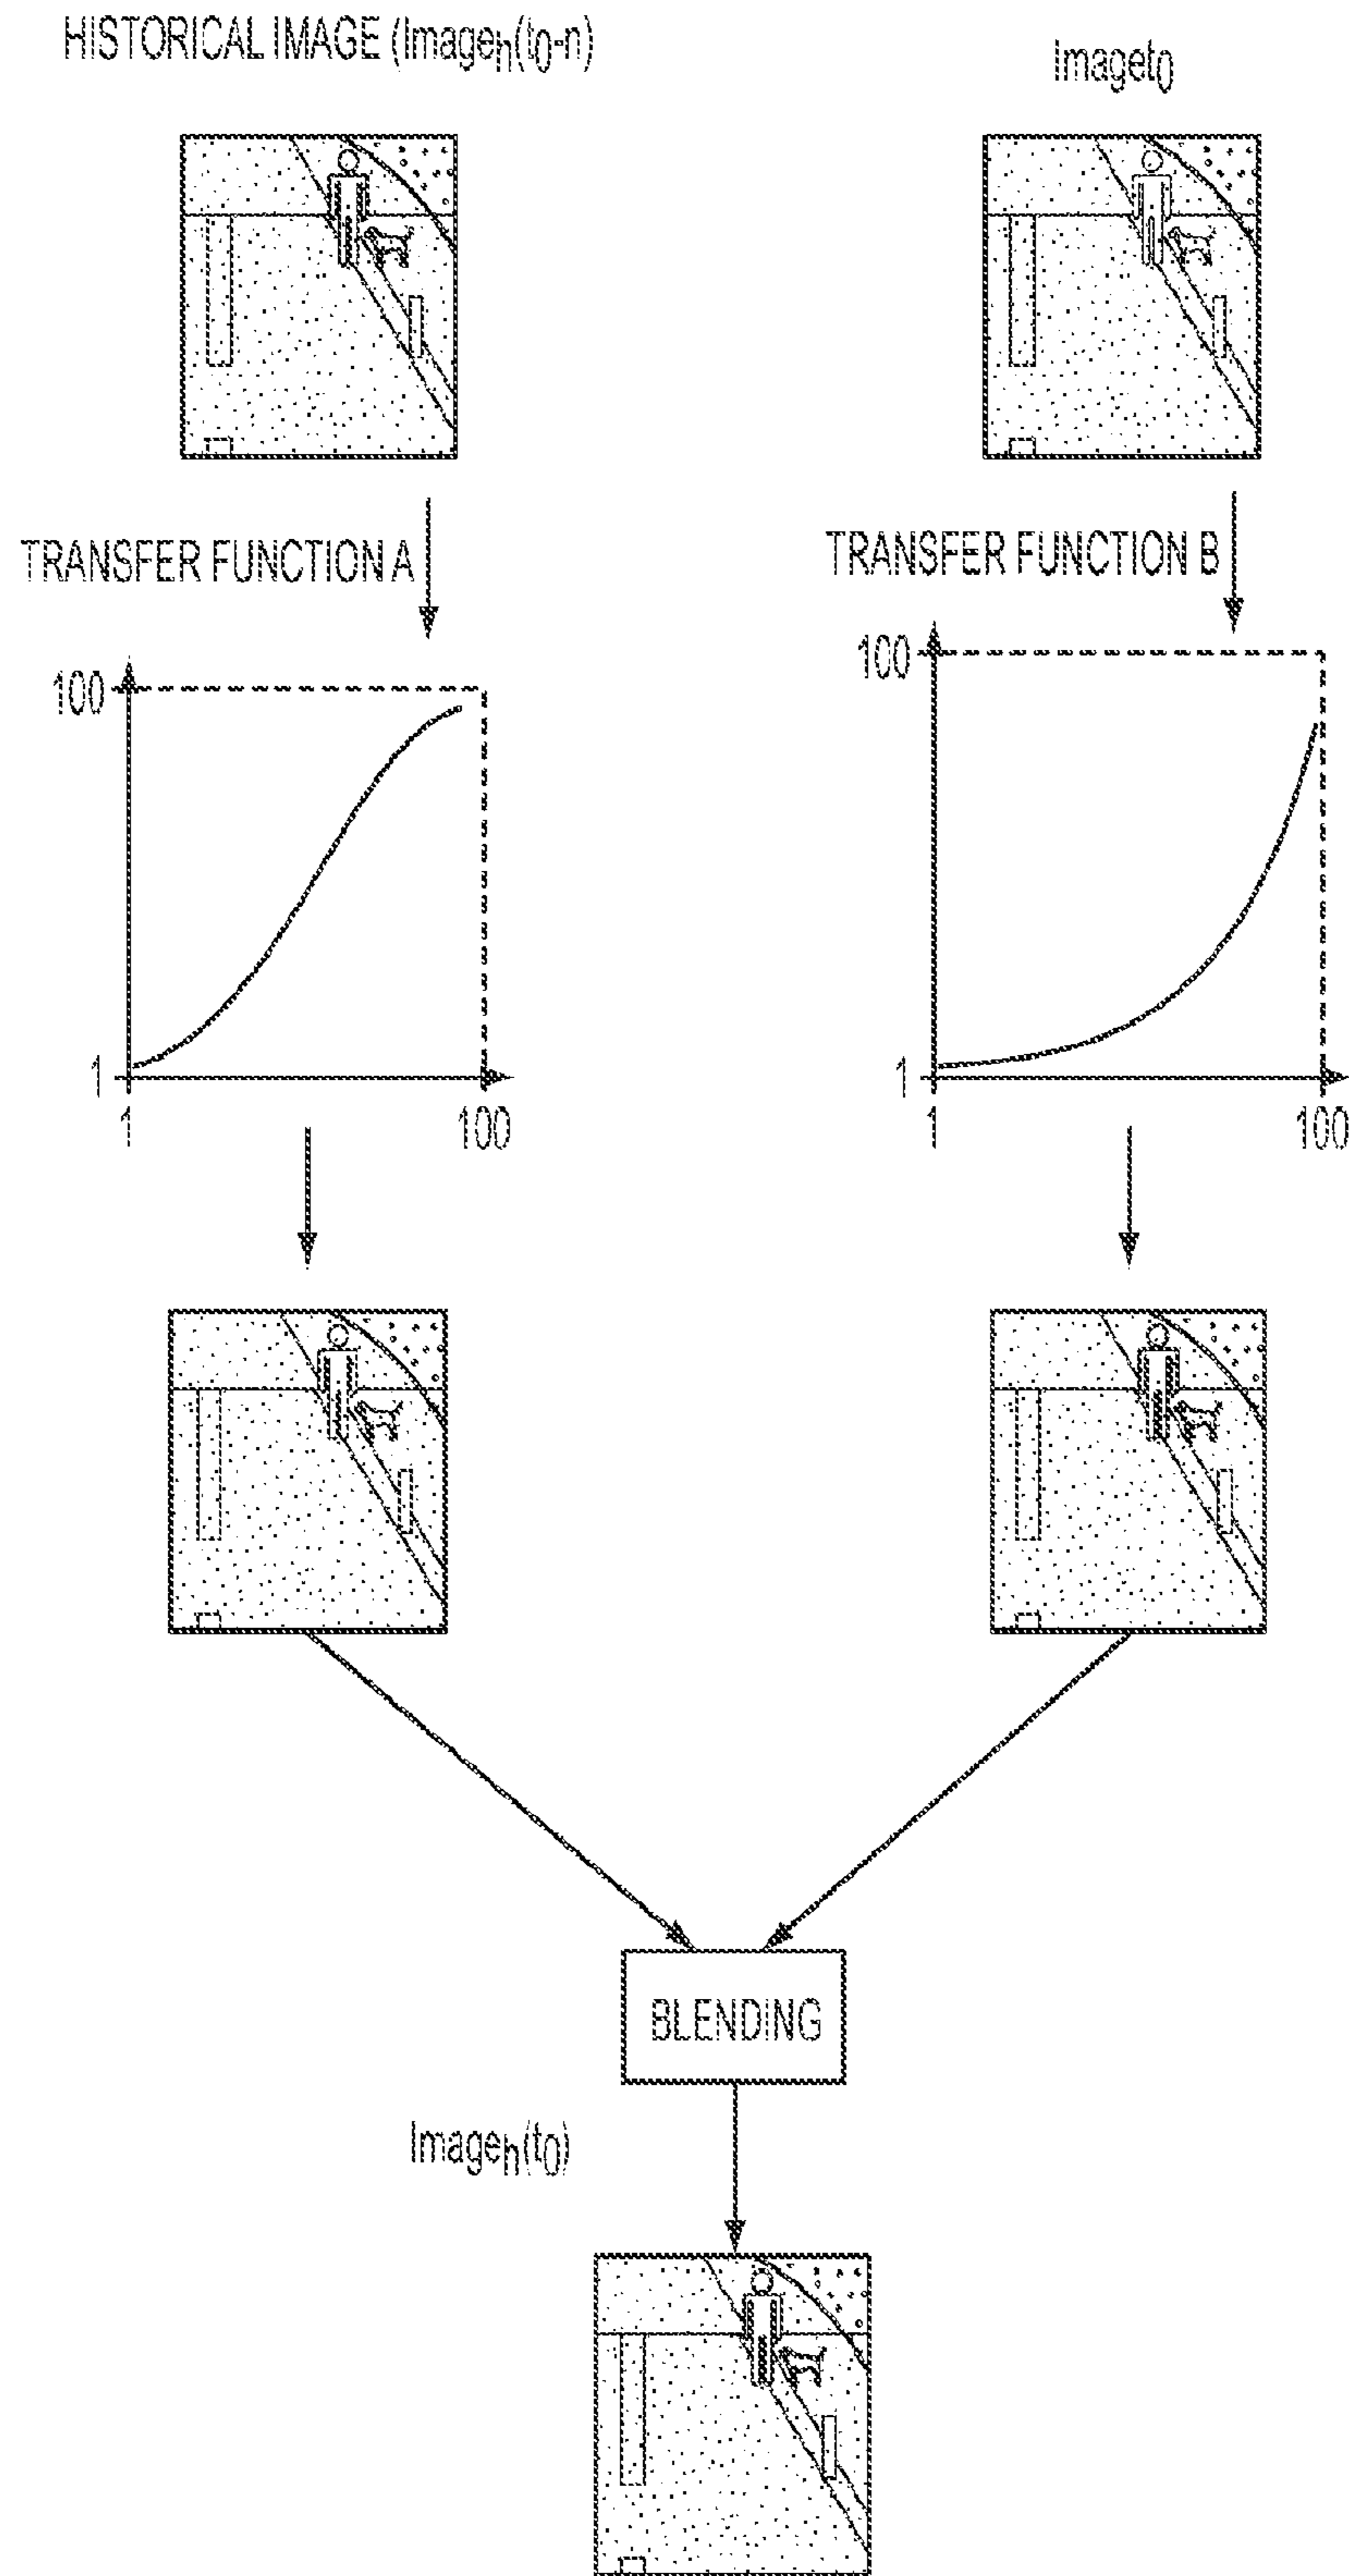 HISTORICAL IMAGE (Imageh(t0-n)
Imaget0
TRANSFER FUNCTION A
TRANSFER FUNCTION B
100
1
1
100
100
1
1
100
BLENDING
Imageh(t0)